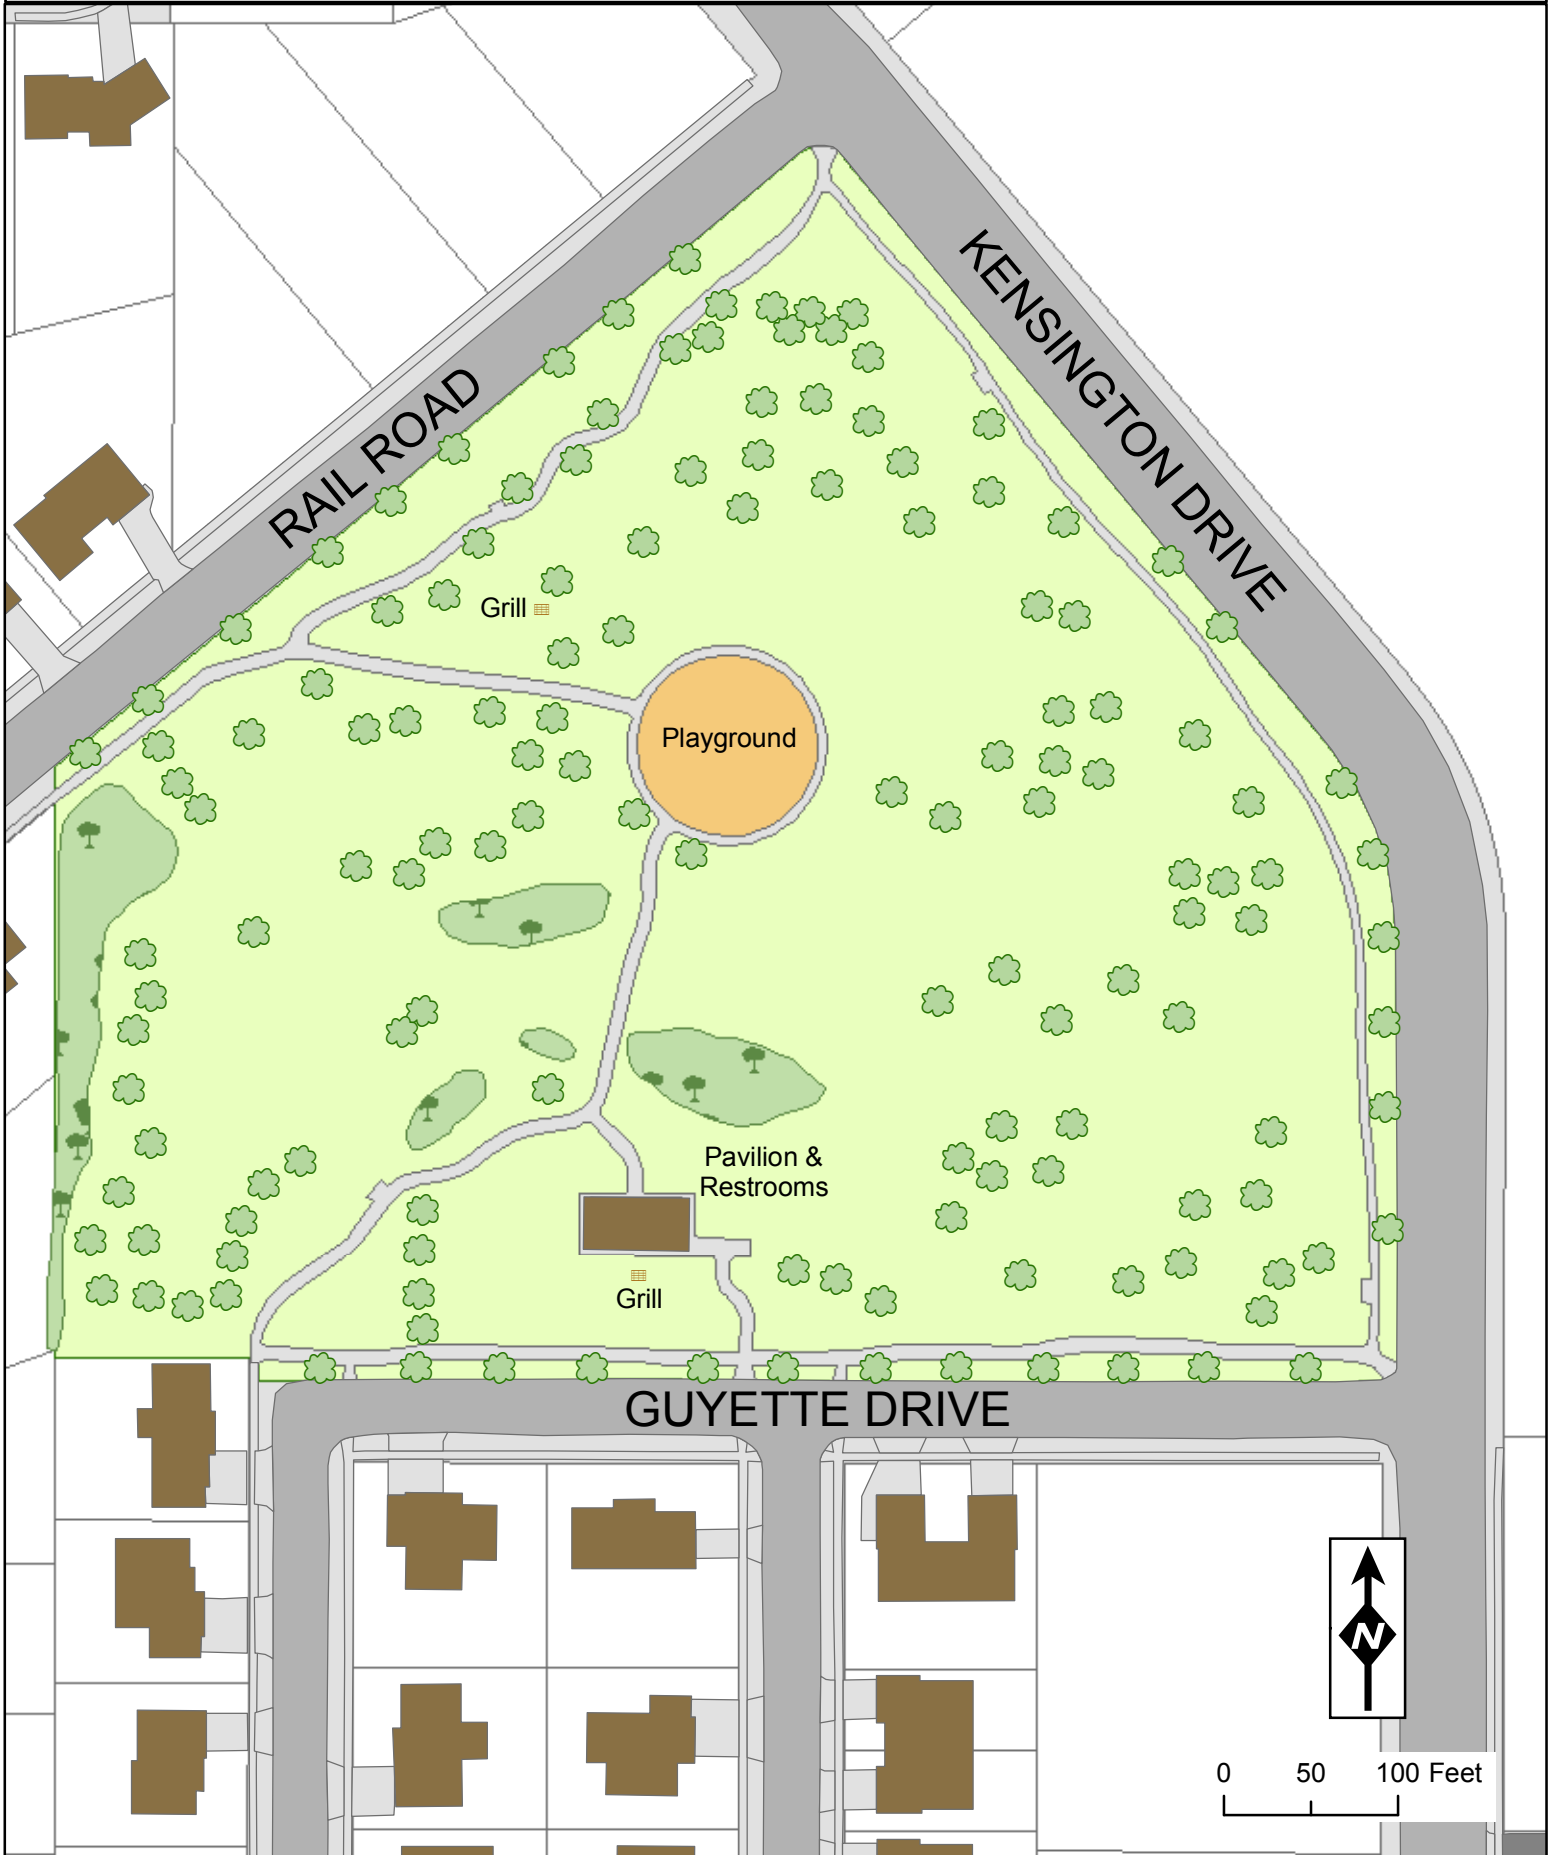 KENSINGTON DRIVE
RAIL ROAD
Grill
Playground
Pavilion &
Restrooms
Grill
GUYETTE DRIVE
N
0 50 100 Feet